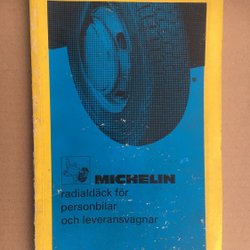 MICHELIN
radialdäck för
personbilar
och leveransvagnar